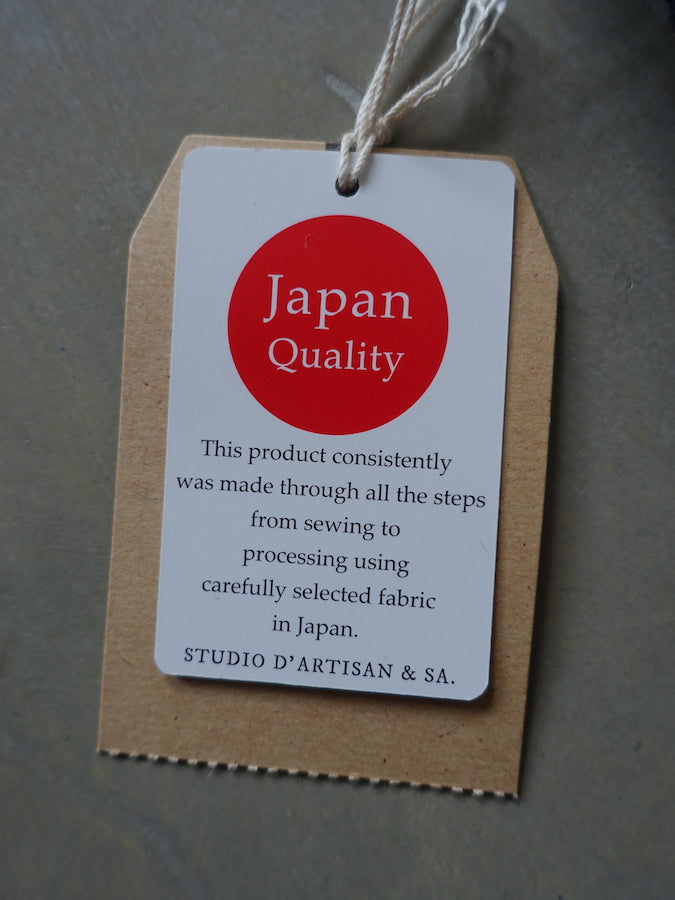 Japan
Quality
This product consistently
was made through all the steps
from sewing to
processing using
carefully selected fabric
in Japan.
STUDIO D'ARTISAN & SA.